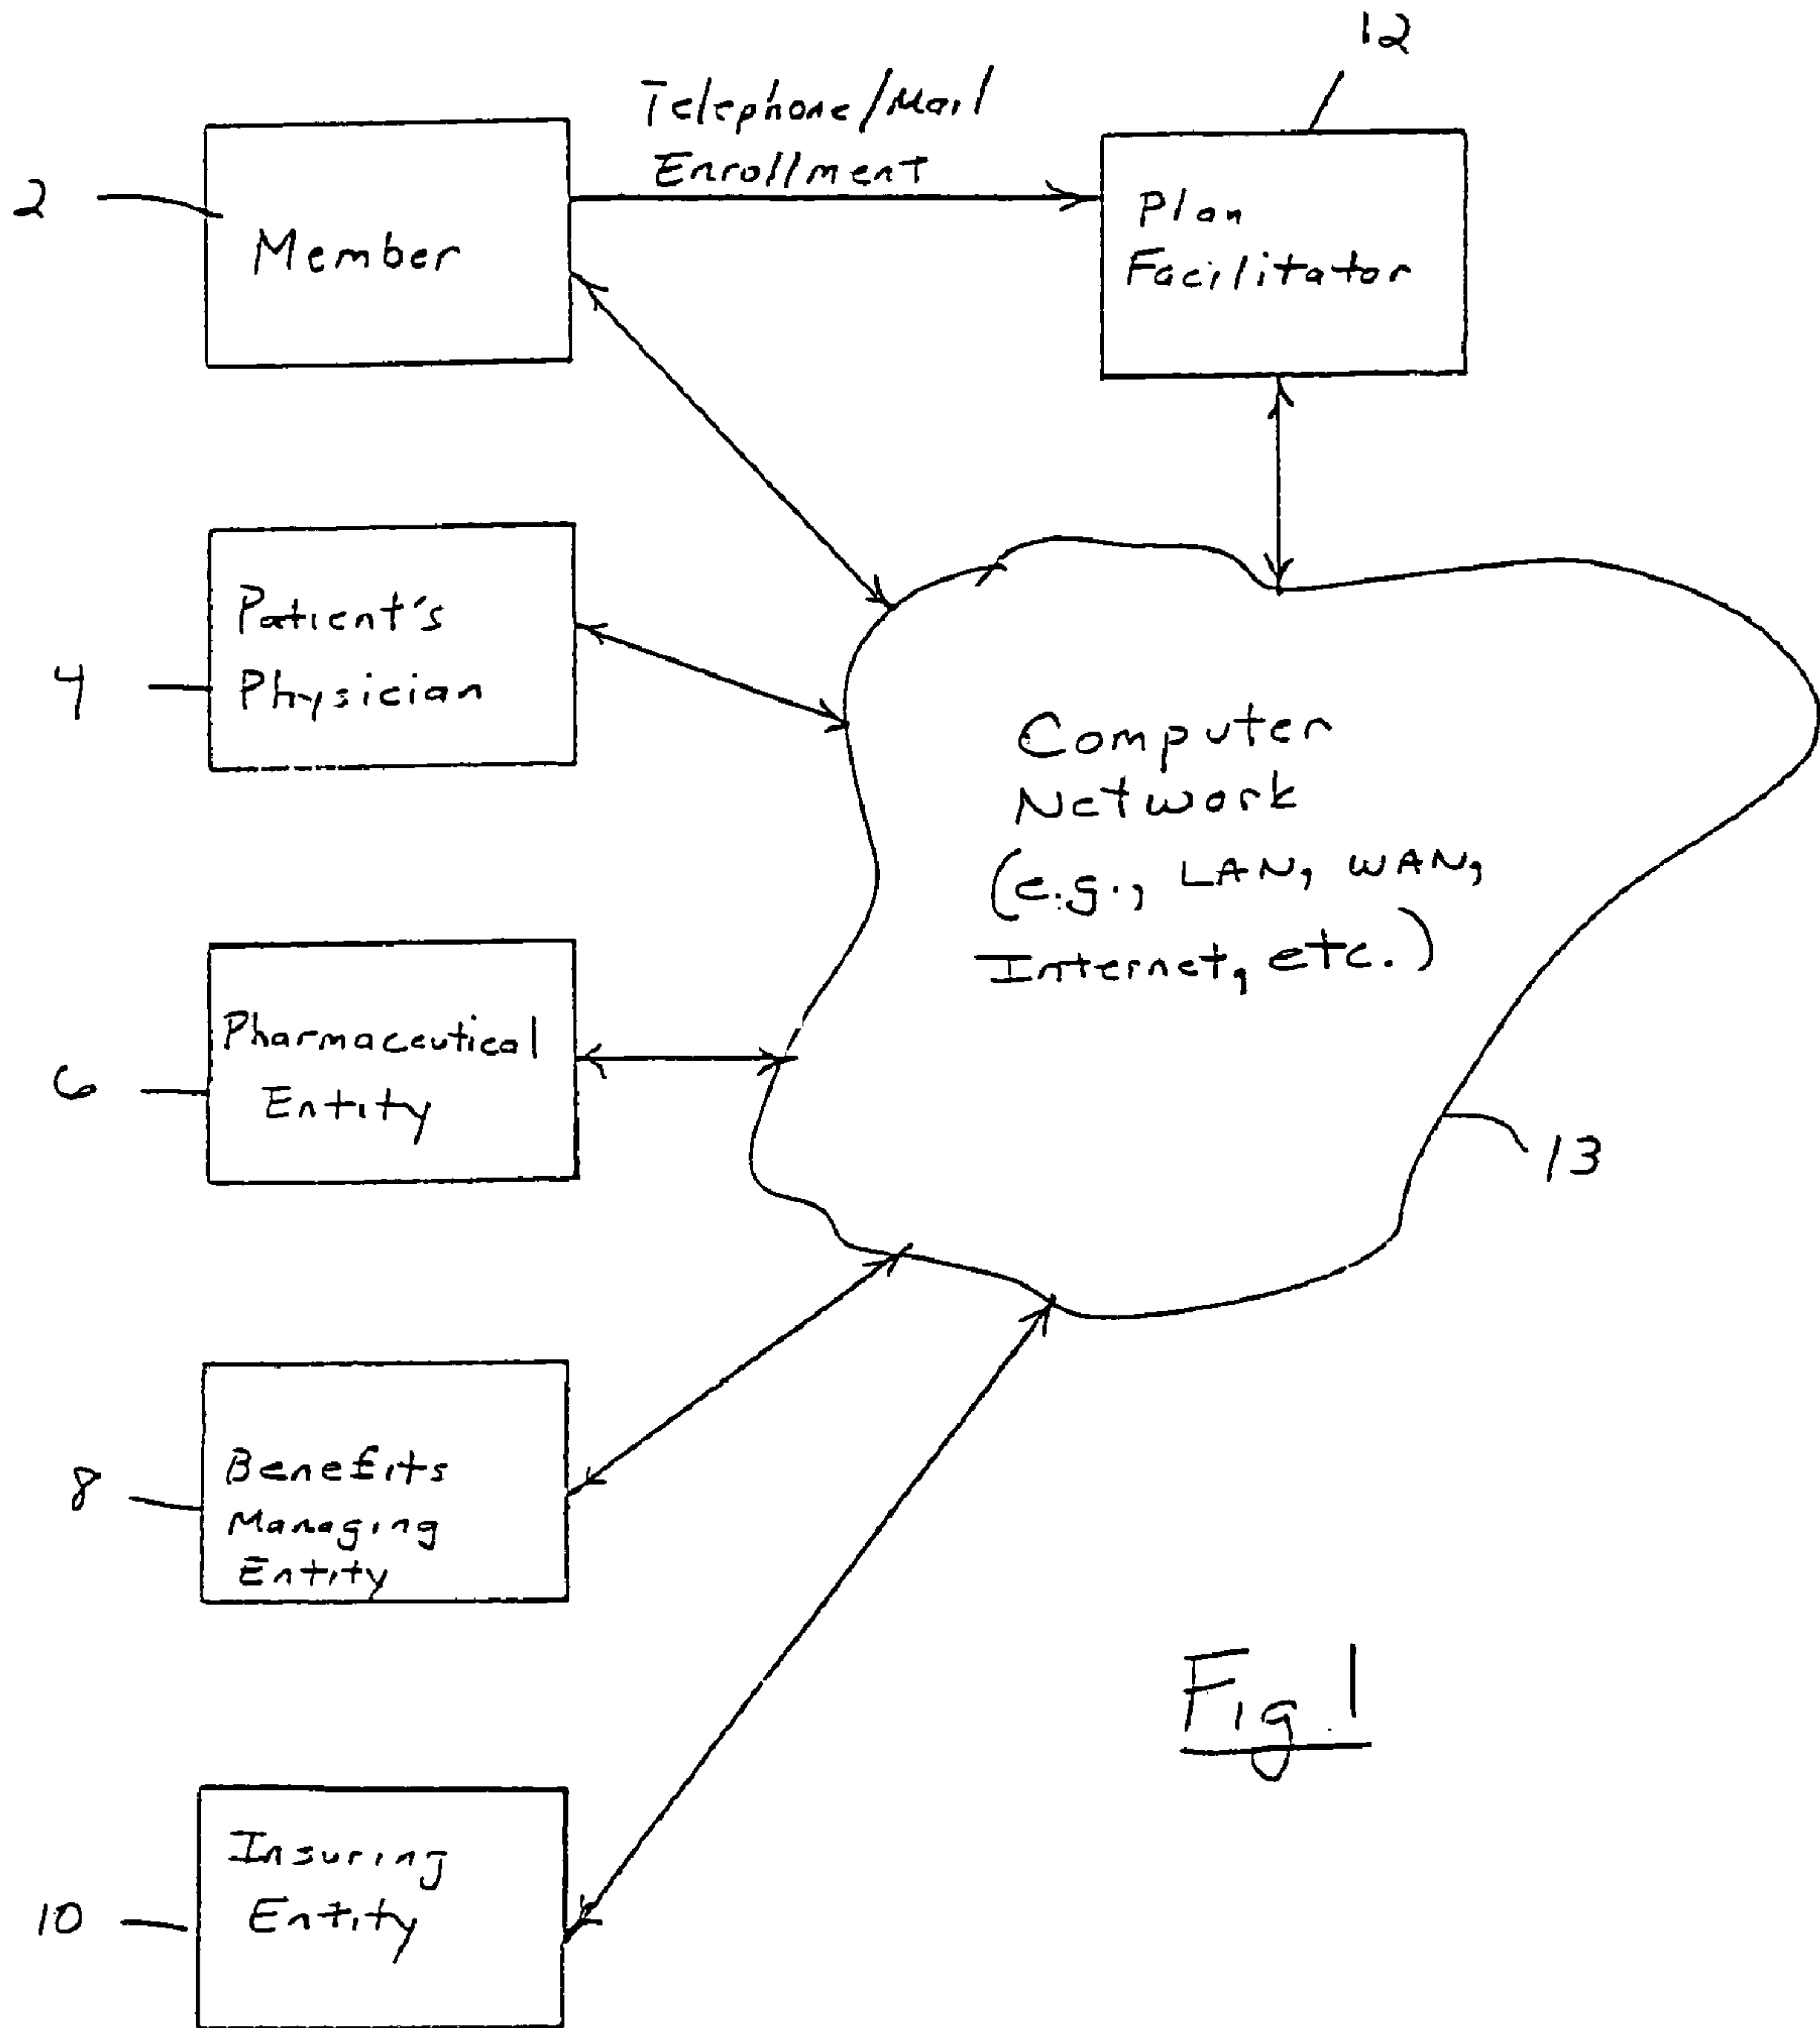 12
Telephone/Mail
Enrollment
2
Member
Plan
Facilitator
4
Patient's
Physician
Computer
Network
(e.g., LAN, WAN,
Internet, etc.)
6
Pharmaceutical
Entity
13
8
Benefits
Managing
Entity
Fig. 1
10
Insuring
Entity